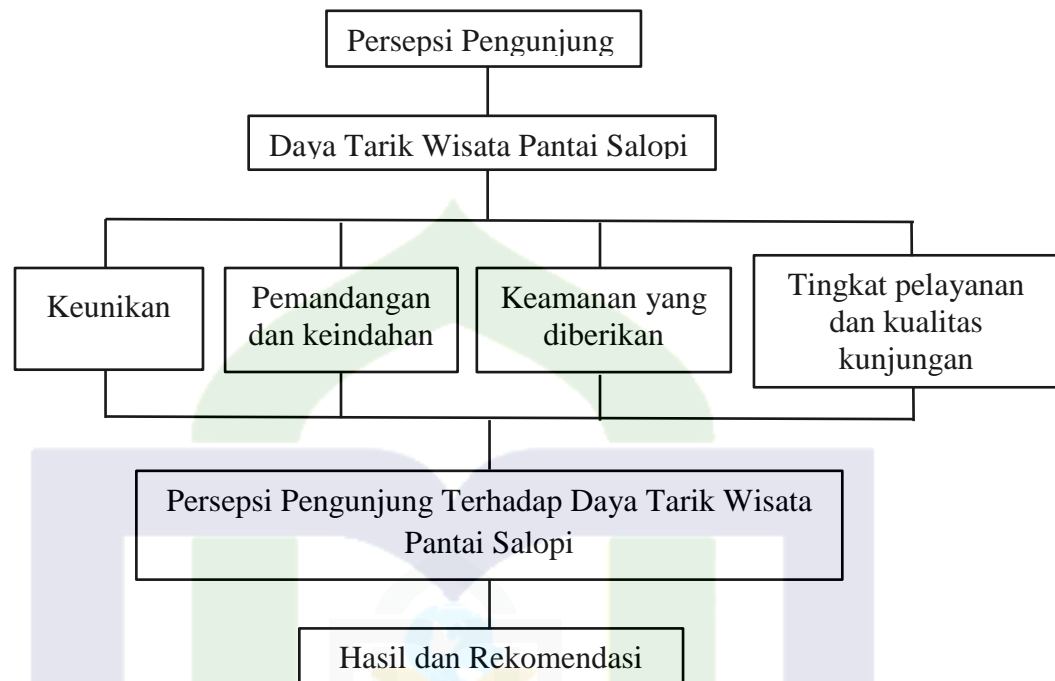 Persepsi Pengunjung
Daya Tarik Wisata Pantai Salopi
Keunikan
Pemandangan
dan keindahan
Keamanan yang
diberikan
Tingkat pelayanan
dan kualitas
kunjungan
Persepsi Pengunjung Terhadap Daya Tarik Wisata
Pantai Salopi
Hasil dan Rekomendasi